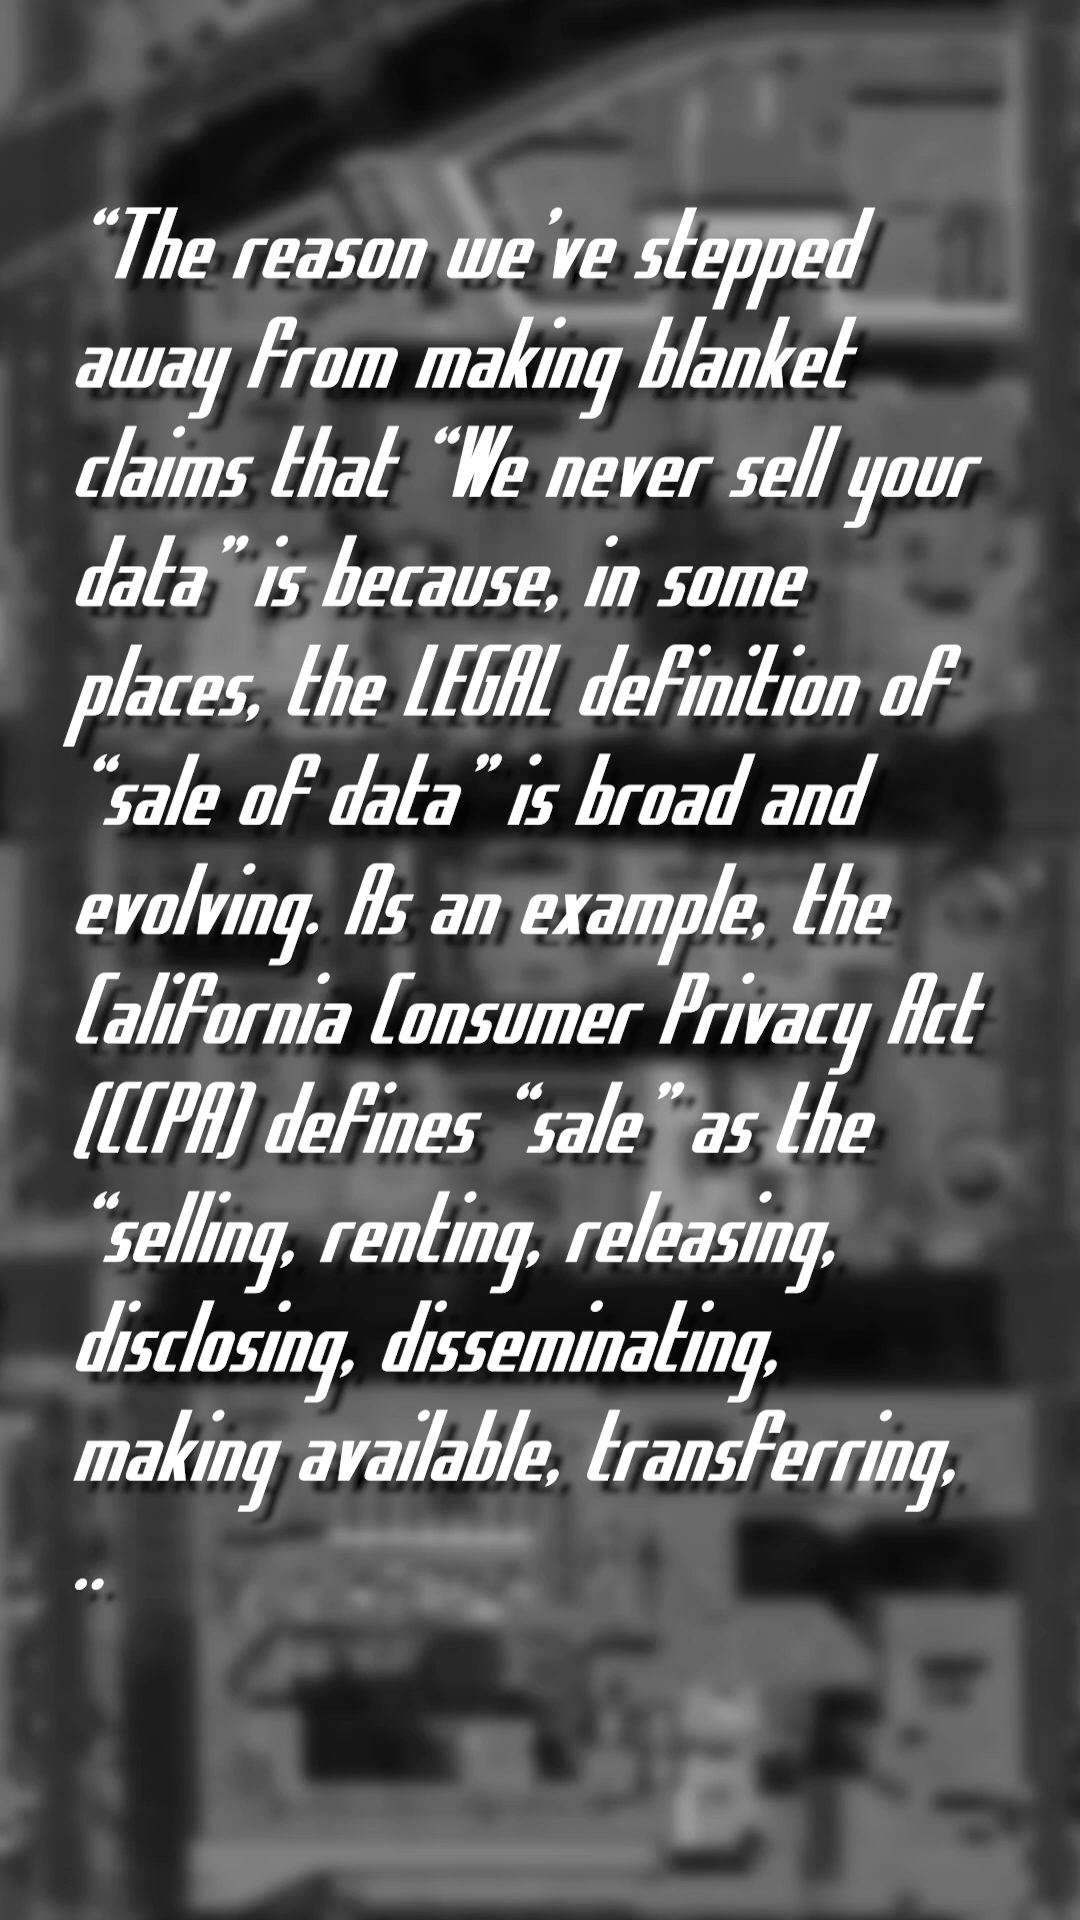 “The reason we’ve stepped
away from making blanket
claims that “We never sell your
data” is because, in some
places, the LEGAL definition of
“sale of data” is broad and
evolving. As an example, the
California Consumer Privacy Act
(CCPA) defines “sale” as the
“selling, renting, releasing,
disclosing, disseminating,
making available, transferring,
..